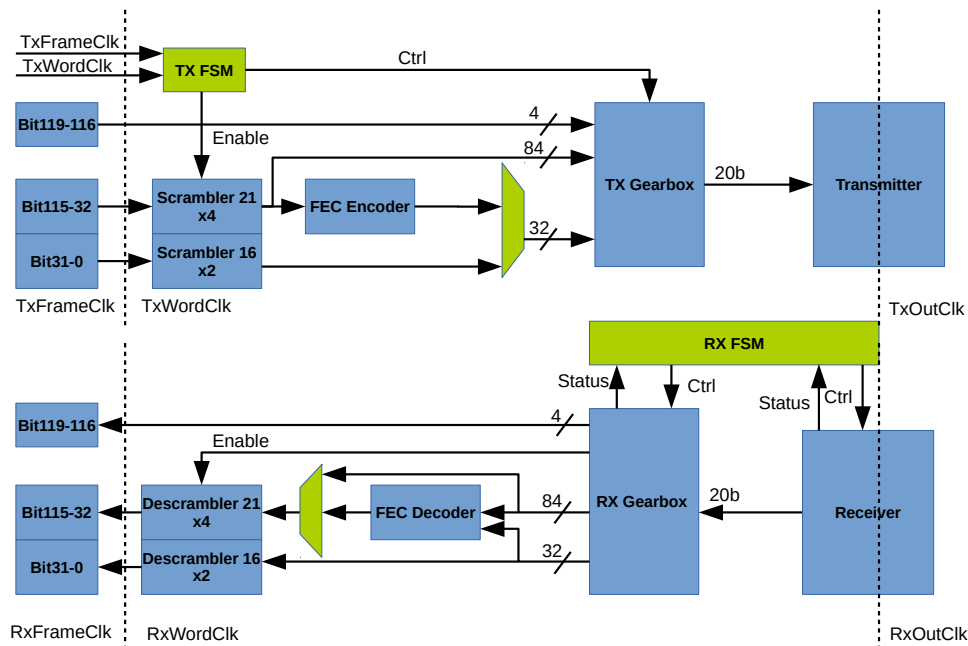 TxFrameClk
TxWordClk
TX FSM
Ctrl
Bit119-116
Enable
4
84
Bit115-32
Scrambler 21
x4
FEC Encoder
TX Gearbox
20b
Transmitter
32
Bit31-0
Scrambler 16
x2
TxFrameClk
TxWordClk
TxOutClk
RX FSM
Status
Ctrl
Status
Ctrl
Bit119-116
4
Enable
Bit115-32
Descrambler 21
x4
FEC Decoder
84
RX Gearbox
20b
Receiver
32
Bit31-0
Descrambler 16
x2
RxFrameClk
RxWordClk
RxOutClk